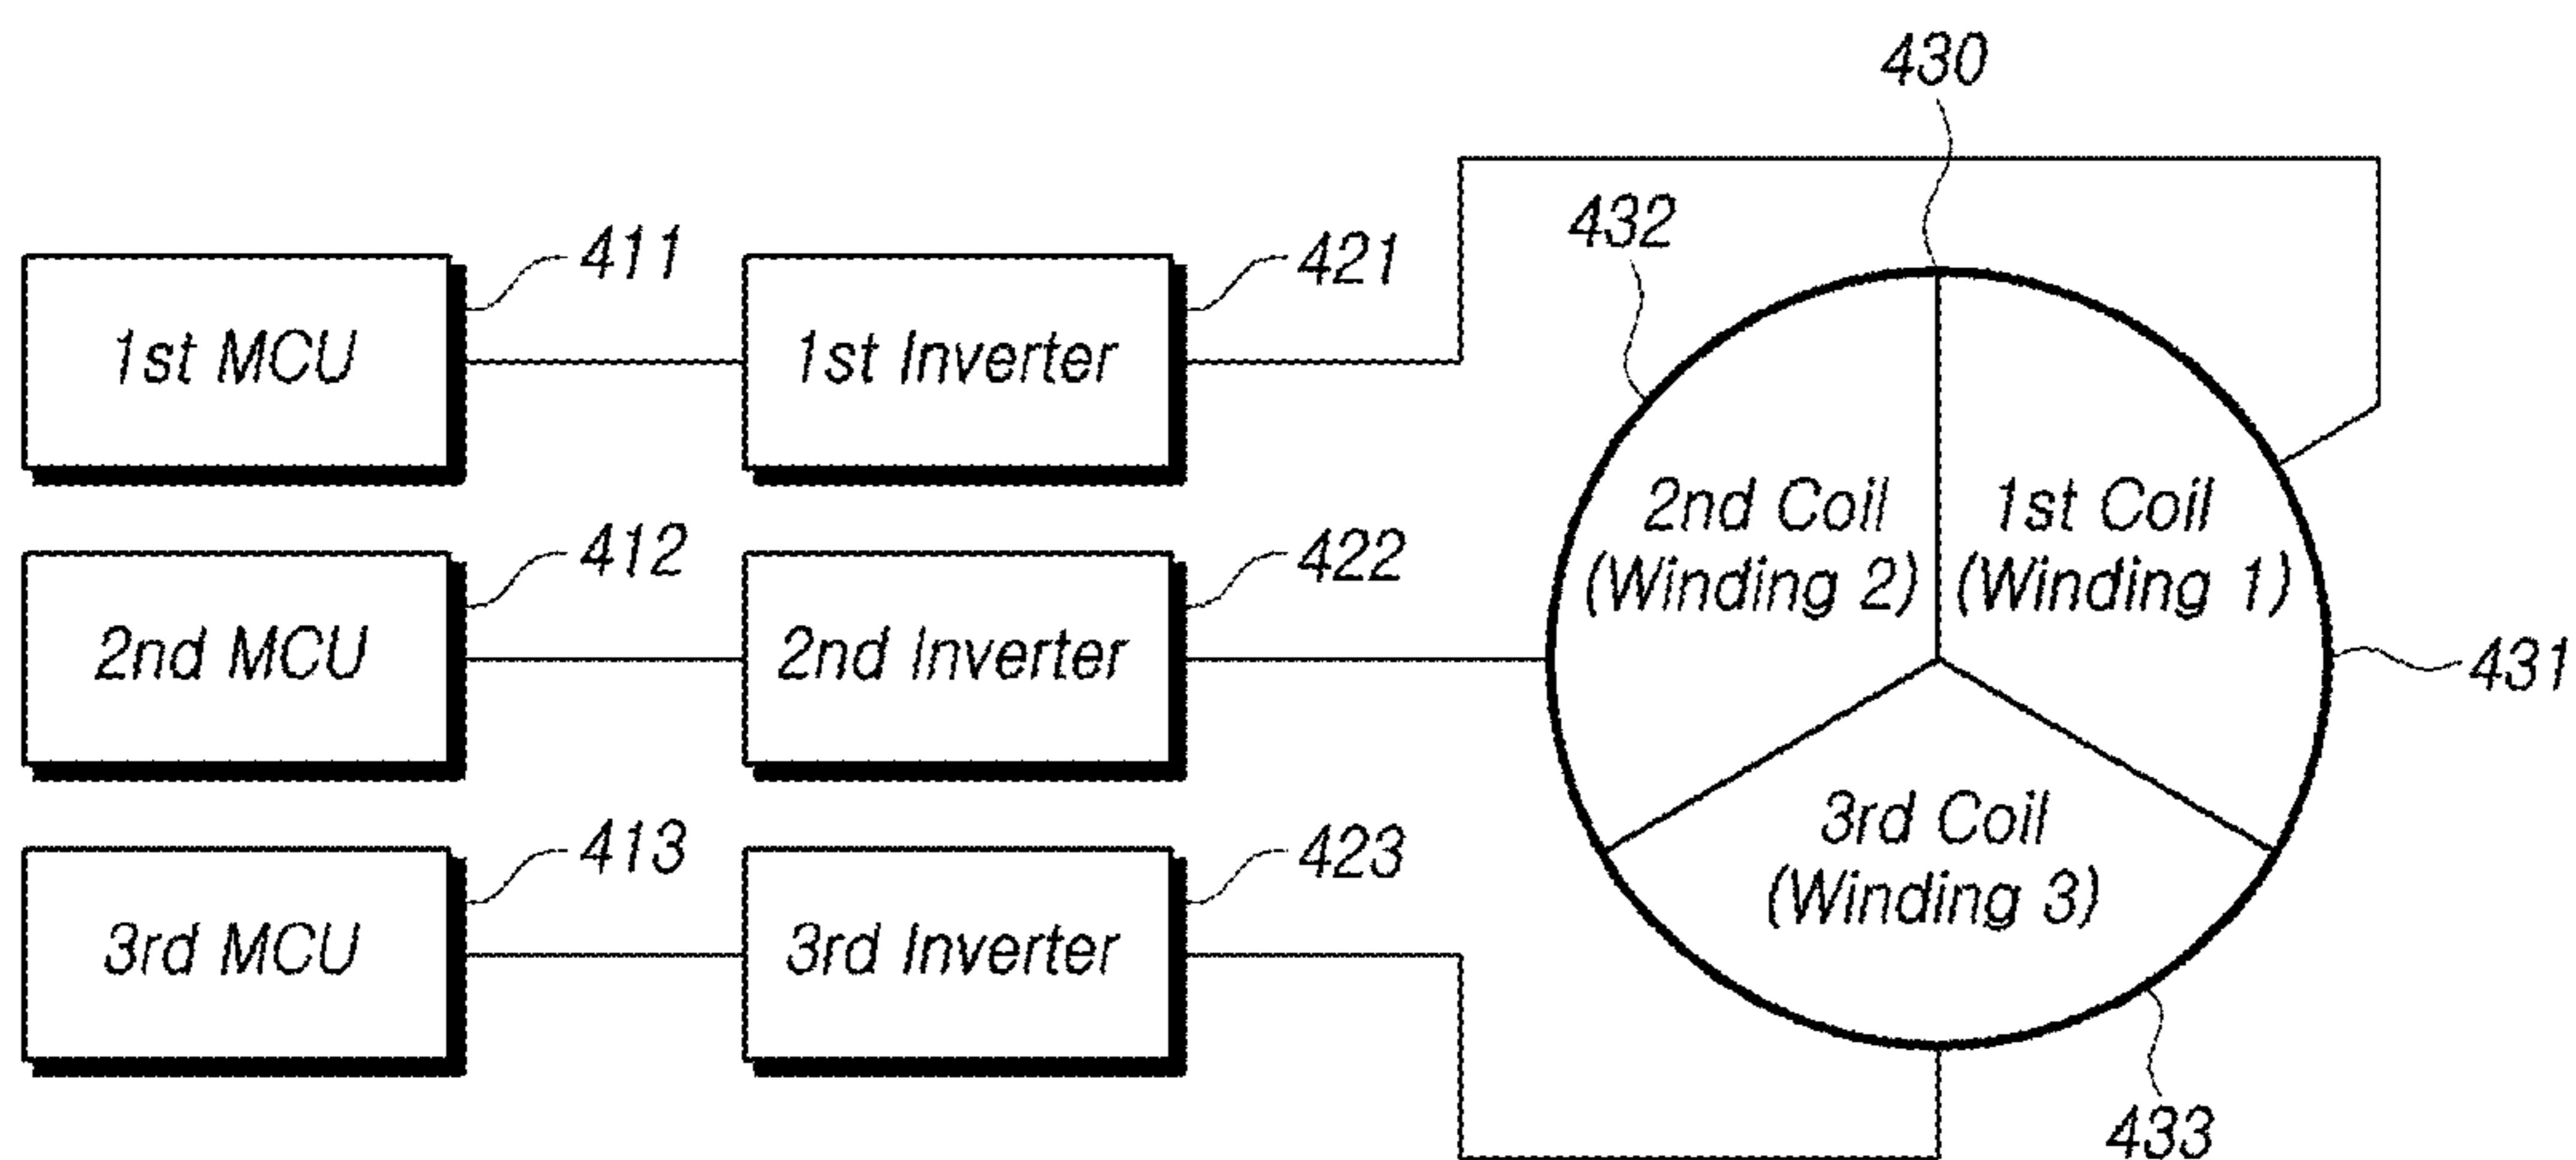 430
432
411
421
1st MCU
1st Inverter
2nd Coil
(Winding 2)
1st Coil
(Winding 1)
412
422
2nd MCU
2nd Inverter
431
3rd Coil
(Winding 3)
413
423
3rd MCU
3rd Inverter
433